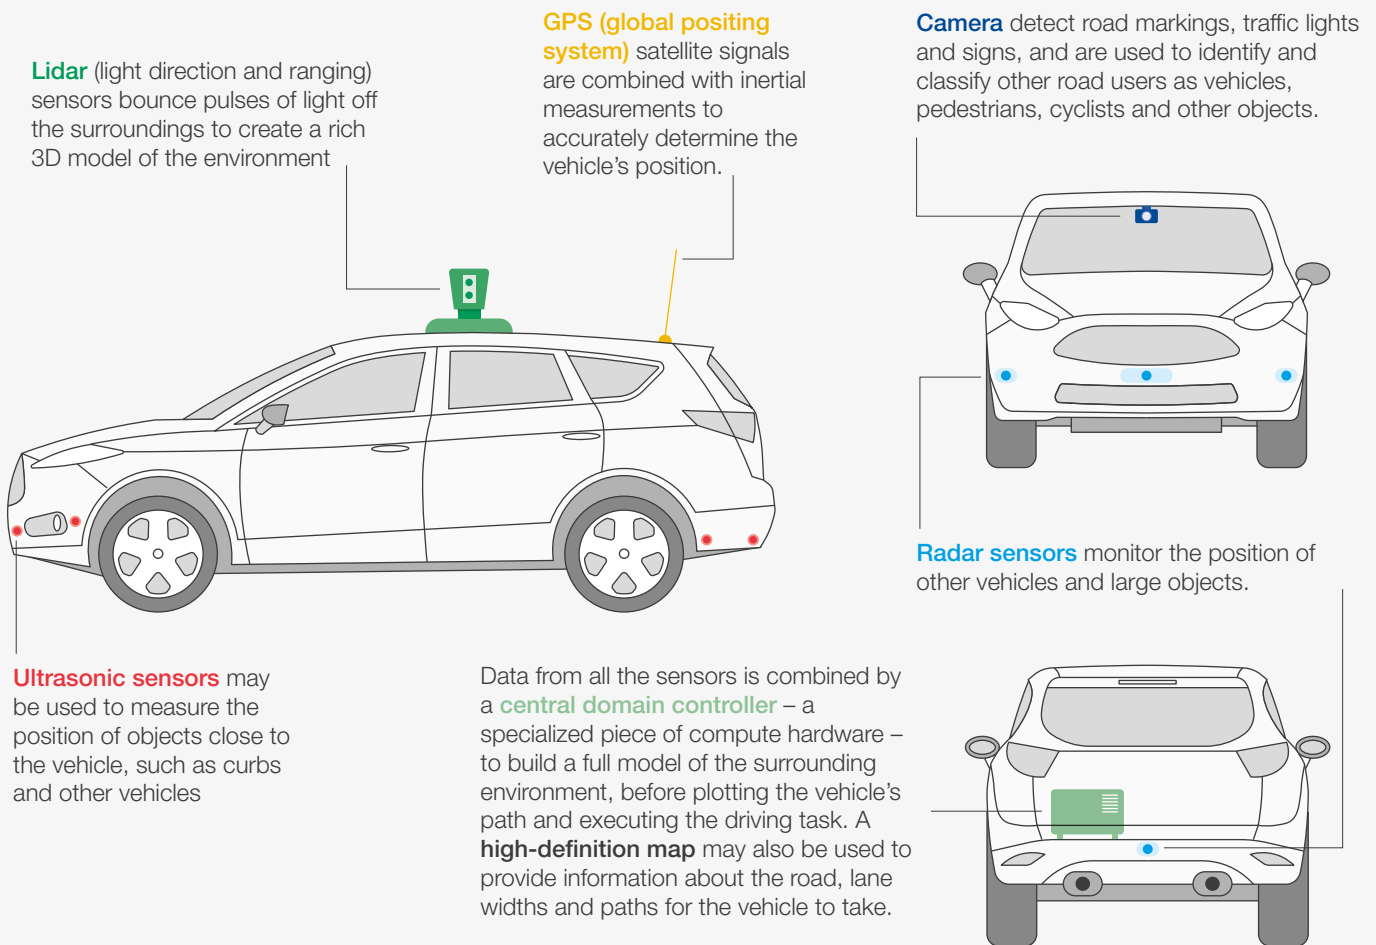 Lidar (light direction and ranging)
sensors bounce pulses of light off
the surroundings to create a rich
3D model of the environment
GPS (global positing
system) satellite signals
are combined with inertial
measurements to
accurately determine the
vehicle's position.
Camera detect road markings, traffic lights
and signs, and are used to identify and
classify other road users as vehicles,
pedestrians, cyclists and other objects.
Radar sensors monitor the position of
other vehicles and large objects.
Ultrasonic sensors may
be used to measure the
position of objects close to
the vehicle, such as curbs
and other vehicles
Data from all the sensors is combined by
a central domain controller – a
specialized piece of compute hardware –
to build a full model of the surrounding
environment, before plotting the vehicle's
path and executing the driving task. A
high-definition map may also be used to
provide information about the road, lane
widths and paths for the vehicle to take.